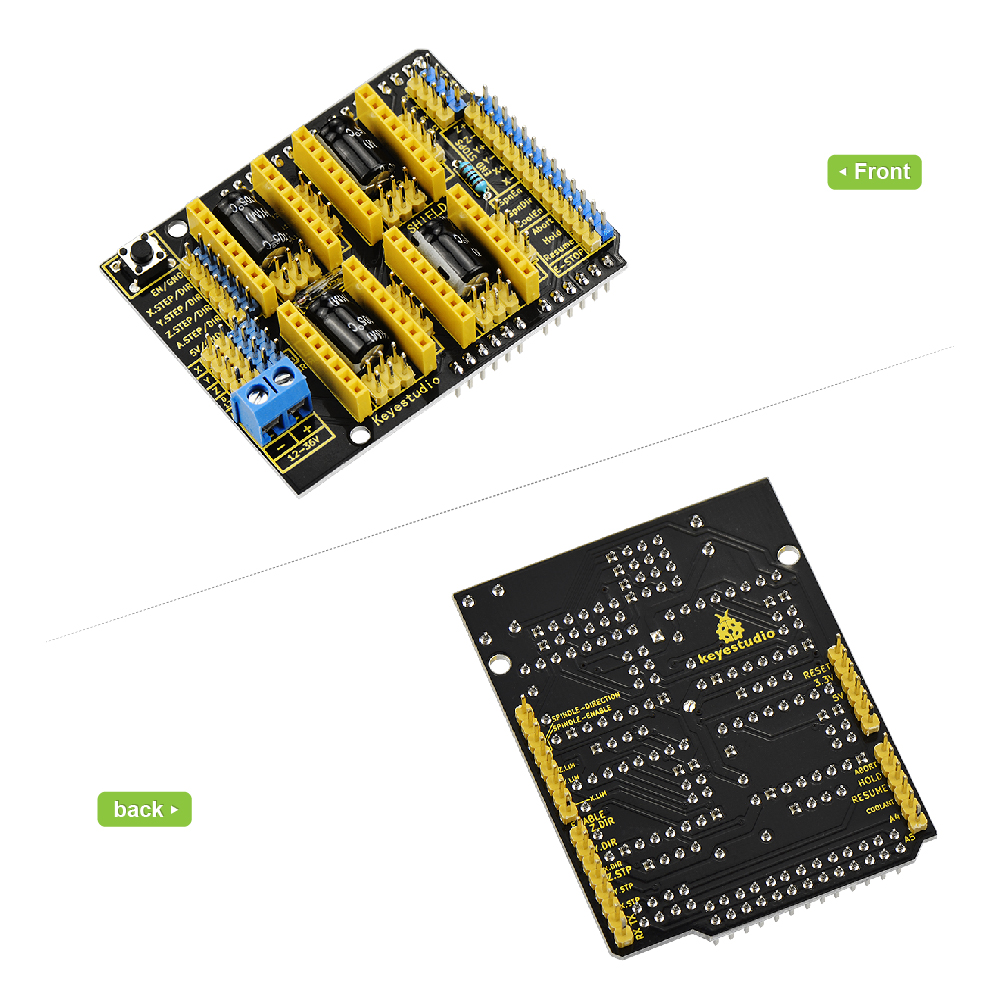 Front
SHIELD
EN/GND
X.STEP/DIR
Y.STEP/DIR
Z.STEP/DIR
A.STEP/DIR
Z+
Z-
Y+
X+
SpnEn
SpnDir
CoolEn
Abort
Hold
Resume
E-STOP
Keyestudio
- +
12-36V
back
keyestudio
RESET
3.3V
5V
SPINDLE-DIRECTION
SPINDLE-ENABLE
Z.LIM
X.LIM
Z.DIR
Y.DIR
X.DIR
Z.STP
Y.STP
X.STP
RX TX
ABORT
HOLD
RESUME
COOLANT
A4
A5